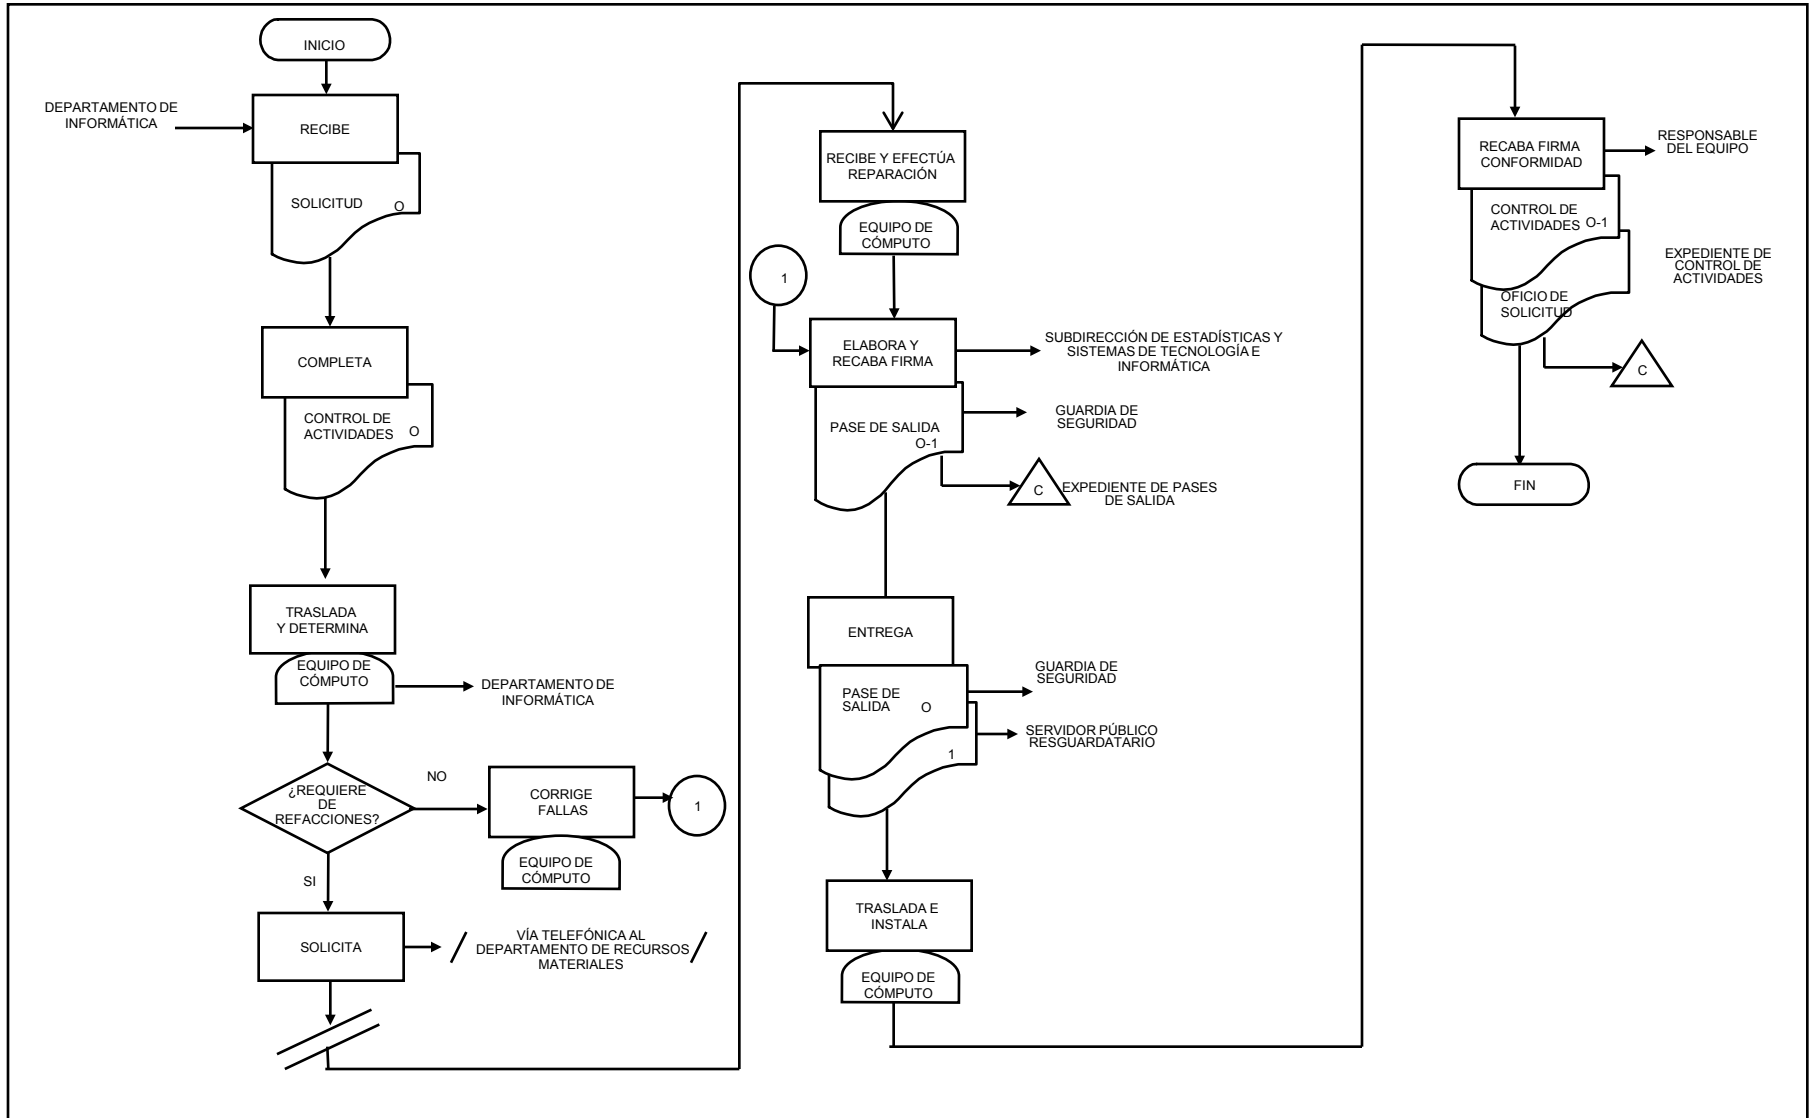 INICIO
DEPARTAMENTO DE
INFORMÁTICA
RECIBE
SOLICITUD
O
COMPLETA
CONTROL DE
ACTIVIDADES
O
TRASLADA
Y DETERMINA
EQUIPO DE
CÓMPUTO
DEPARTAMENTO DE
INFORMÁTICA
¿REQUIERE
DE
REFACCIONES?
NO
CORRIGE
FALLAS
1
EQUIPO DE
CÓMPUTO
SI
SOLICITA
VÍA TELEFÓNICA AL
DEPARTAMENTO DE RECURSOS
MATERIALES
RECIBE Y EFECTÚA
REPARACIÓN
EQUIPO DE
CÓMPUTO
1
ELABORA Y
RECABA FIRMA
SUBDIRECCIÓN DE ESTADÍSTICAS Y
SISTEMAS DE TECNOLOGÍA E
INFORMÁTICA
PASE DE SALIDA
O-1
GUARDIA DE
SEGURIDAD
C
EXPEDIENTE DE PASES
DE SALIDA
ENTREGA
PASE DE
SALIDA
O
GUARDIA DE
SEGURIDAD
1
SERVIDOR PÚBLICO
RESGUARDATARIO
TRASLADA E
INSTALA
EQUIPO DE
CÓMPUTO
RECABA FIRMA
CONFORMIDAD
RESPONSABLE
DEL EQUIPO
CONTROL DE
ACTIVIDADES
O-1
EXPEDIENTE DE
CONTROL DE
ACTIVIDADES
OFICIO DE
SOLICITUD
C
FIN